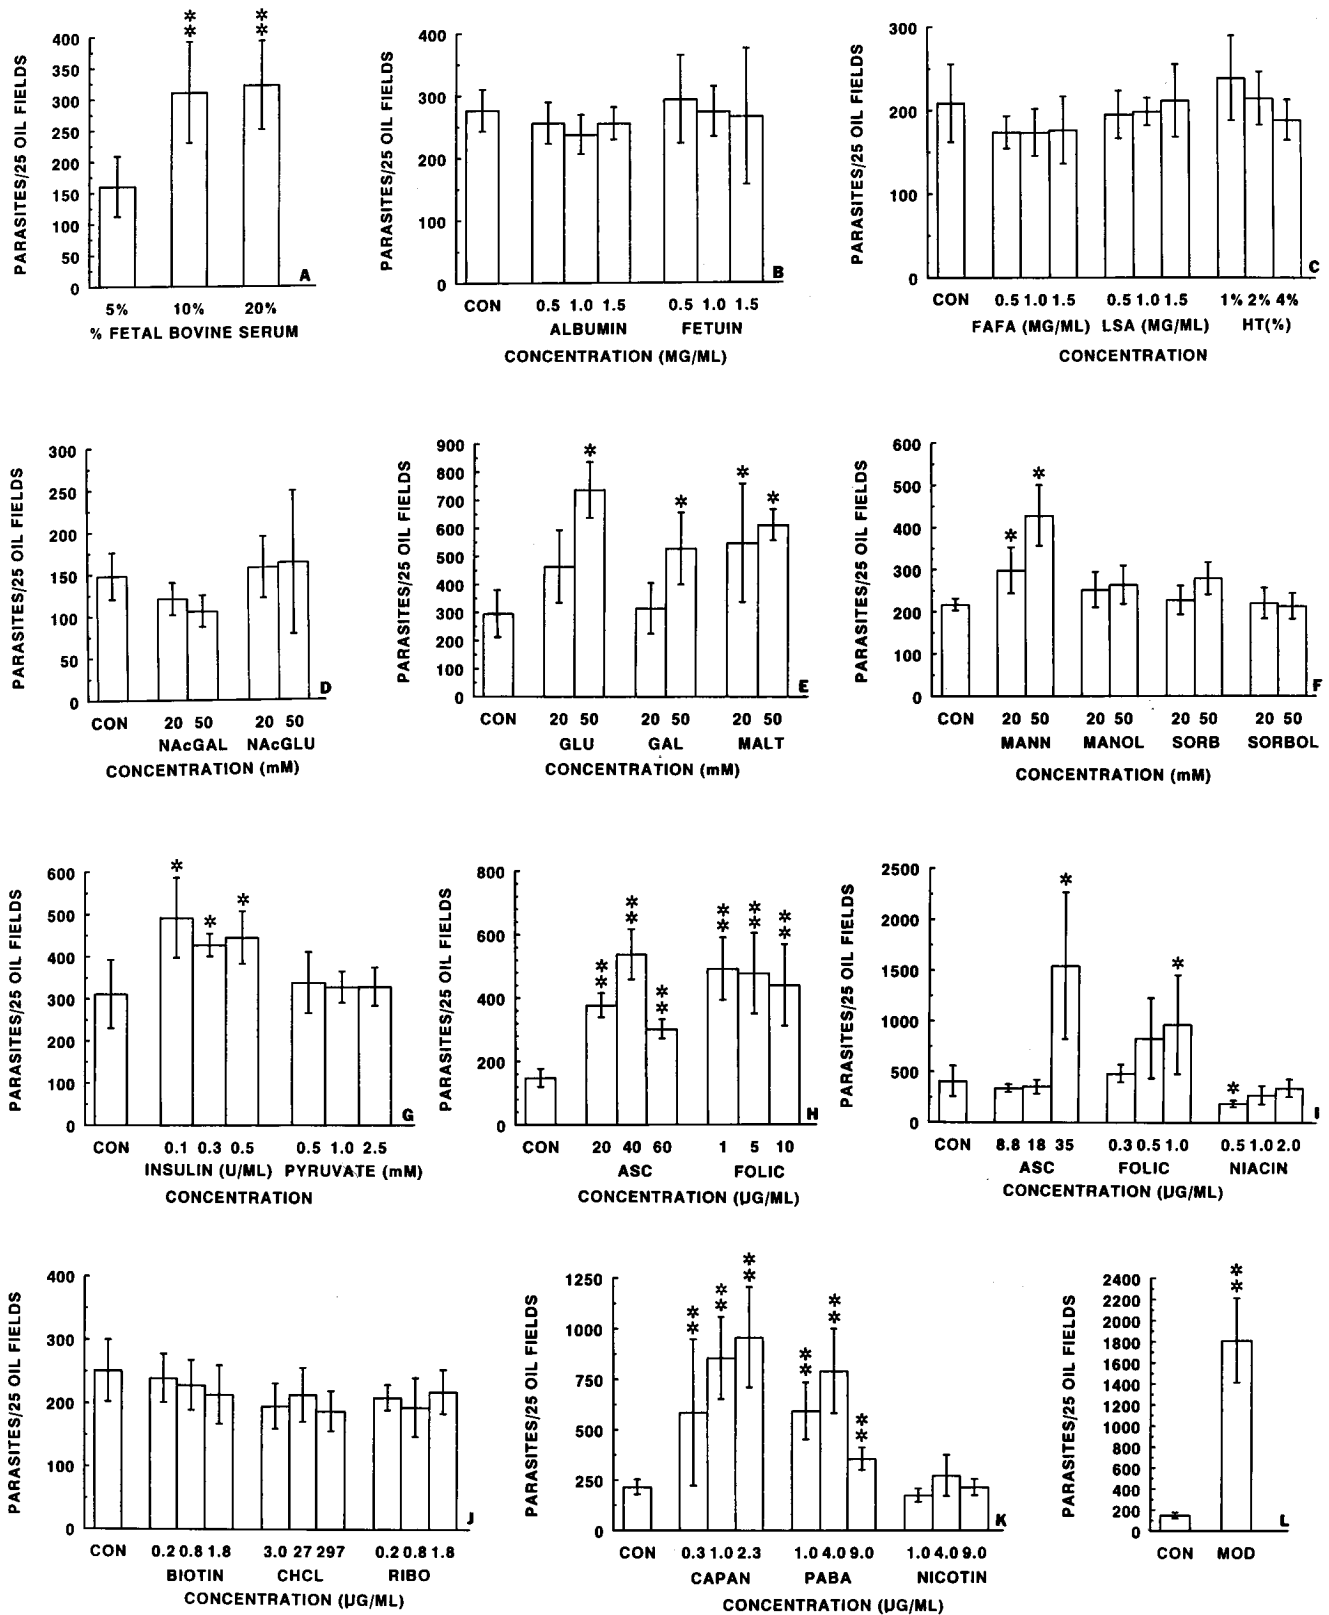 PARASITES/25 OIL FIELDS
400
350
300
250
200
150
100
50
0
* * * *
A
5% 10% 20%
% FETAL BOVINE SERUM
PARASITES/25 OIL FIELDS
400
300
200
100
0
B
CON 0.5 1.0 1.5 0.5 1.0 1.5
ALBUMIN FETUIN
CONCENTRATION (MG/ML)
PARASITES/25 OIL FIELDS
300
200
100
0
C
CON 0.5 1.0 1.5 0.5 1.0 1.5 1% 2% 4%
FAFA (MG/ML) LSA (MG/ML) HT(%)
CONCENTRATION
PARASITES/25 OIL FIELDS
300
250
200
150
100
50
0
D
CON 20 50 20 50
NAcGAL NAcGLU
CONCENTRATION (mM)
PARASITES/25 OIL FIELDS
900
800
700
600
500
400
300
200
100
0
* * * *
E
CON 20 50 20 50 20 50
GLU GAL MALT
CONCENTRATION (mM)
PARASITES/25 OIL FIELDS
600
500
400
300
200
100
0
* *
F
CON 20 50 20 50 20 50 20 50
MANN MANOL SORB SORBOL
CONCENTRATION (mM)
PARASITES/25 OIL FIELDS
600
500
400
300
200
100
0
* * *
G
CON 0.1 0.3 0.5 0.5 1.0 2.5
INSULIN (U/ML) PYRUVATE (mM)
CONCENTRATION
PARASITES/25 OIL FIELDS
800
600
400
200
0
* * * * * * * * * * * *
H
CON 20 40 60 1 5 10
ASC FOLIC
CONCENTRATION (µG/ML)
PARASITES/25 OIL FIELDS
2500
2000
1500
1000
500
0
* * *
I
CON 8.8 18 35 0.3 0.5 1.0 0.5 1.0 2.0
ASC FOLIC NIACIN
CONCENTRATION (µG/ML)
PARASITES/25 OIL FIELDS
400
300
200
100
0
J
CON 0.2 0.8 1.8 3.0 27 297 0.2 0.8 1.8
BIOTIN CHCL RIBO
CONCENTRATION (µG/ML)
PARASITES/25 OIL FIELDS
1250
1000
750
500
250
0
* * * * * * * * * * * *
K
CON 0.3 1.0 2.3 1.0 4.0 9.0 1.0 4.0 9.0
CAPAN PABA NICOTIN
CONCENTRATION (µG/ML)
PARASITES/25 OIL FIELDS
2400
2200
2000
1800
1600
1400
1200
1000
800
600
400
200
0
* *
L
CON MOD